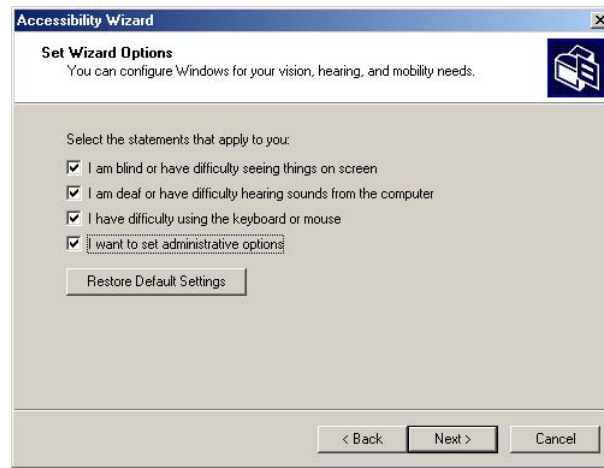 Accessibility Wizard
Set Wizard Options
You can configure Windows for your vision, hearing, and mobility needs.
Select the statements that apply to you:
I am blind or have difficulty seeing things on screen
I am deaf or have difficulty hearing sounds from the computer
I have difficulty using the keyboard or mouse
I want to set administrative options
Restore Default Settings
< Back Next > Cancel